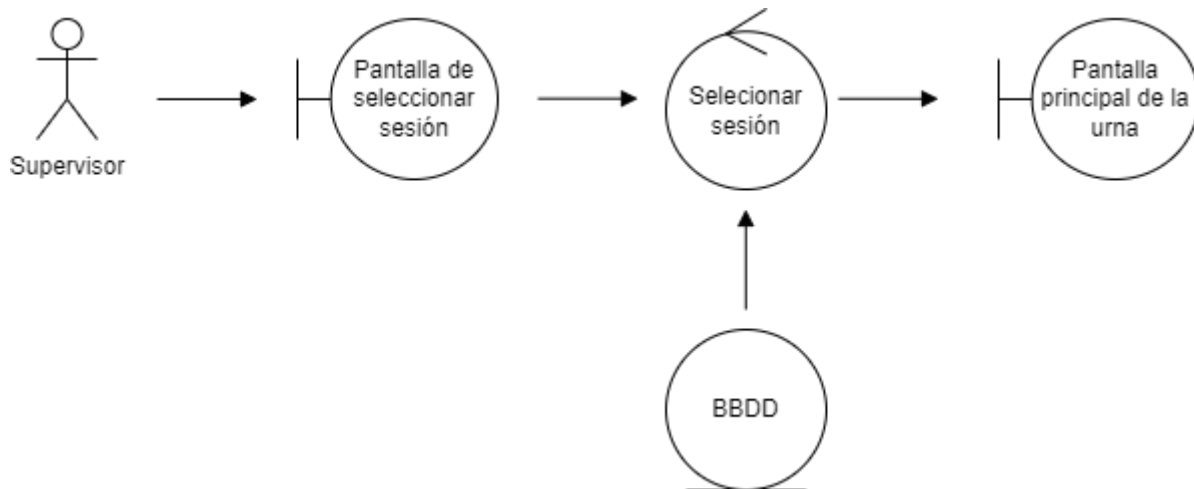 Supervisor
Pantalla de
seleccionar
sesión
Selecionar
sesión
Pantalla
principal de la
urna
BBDD